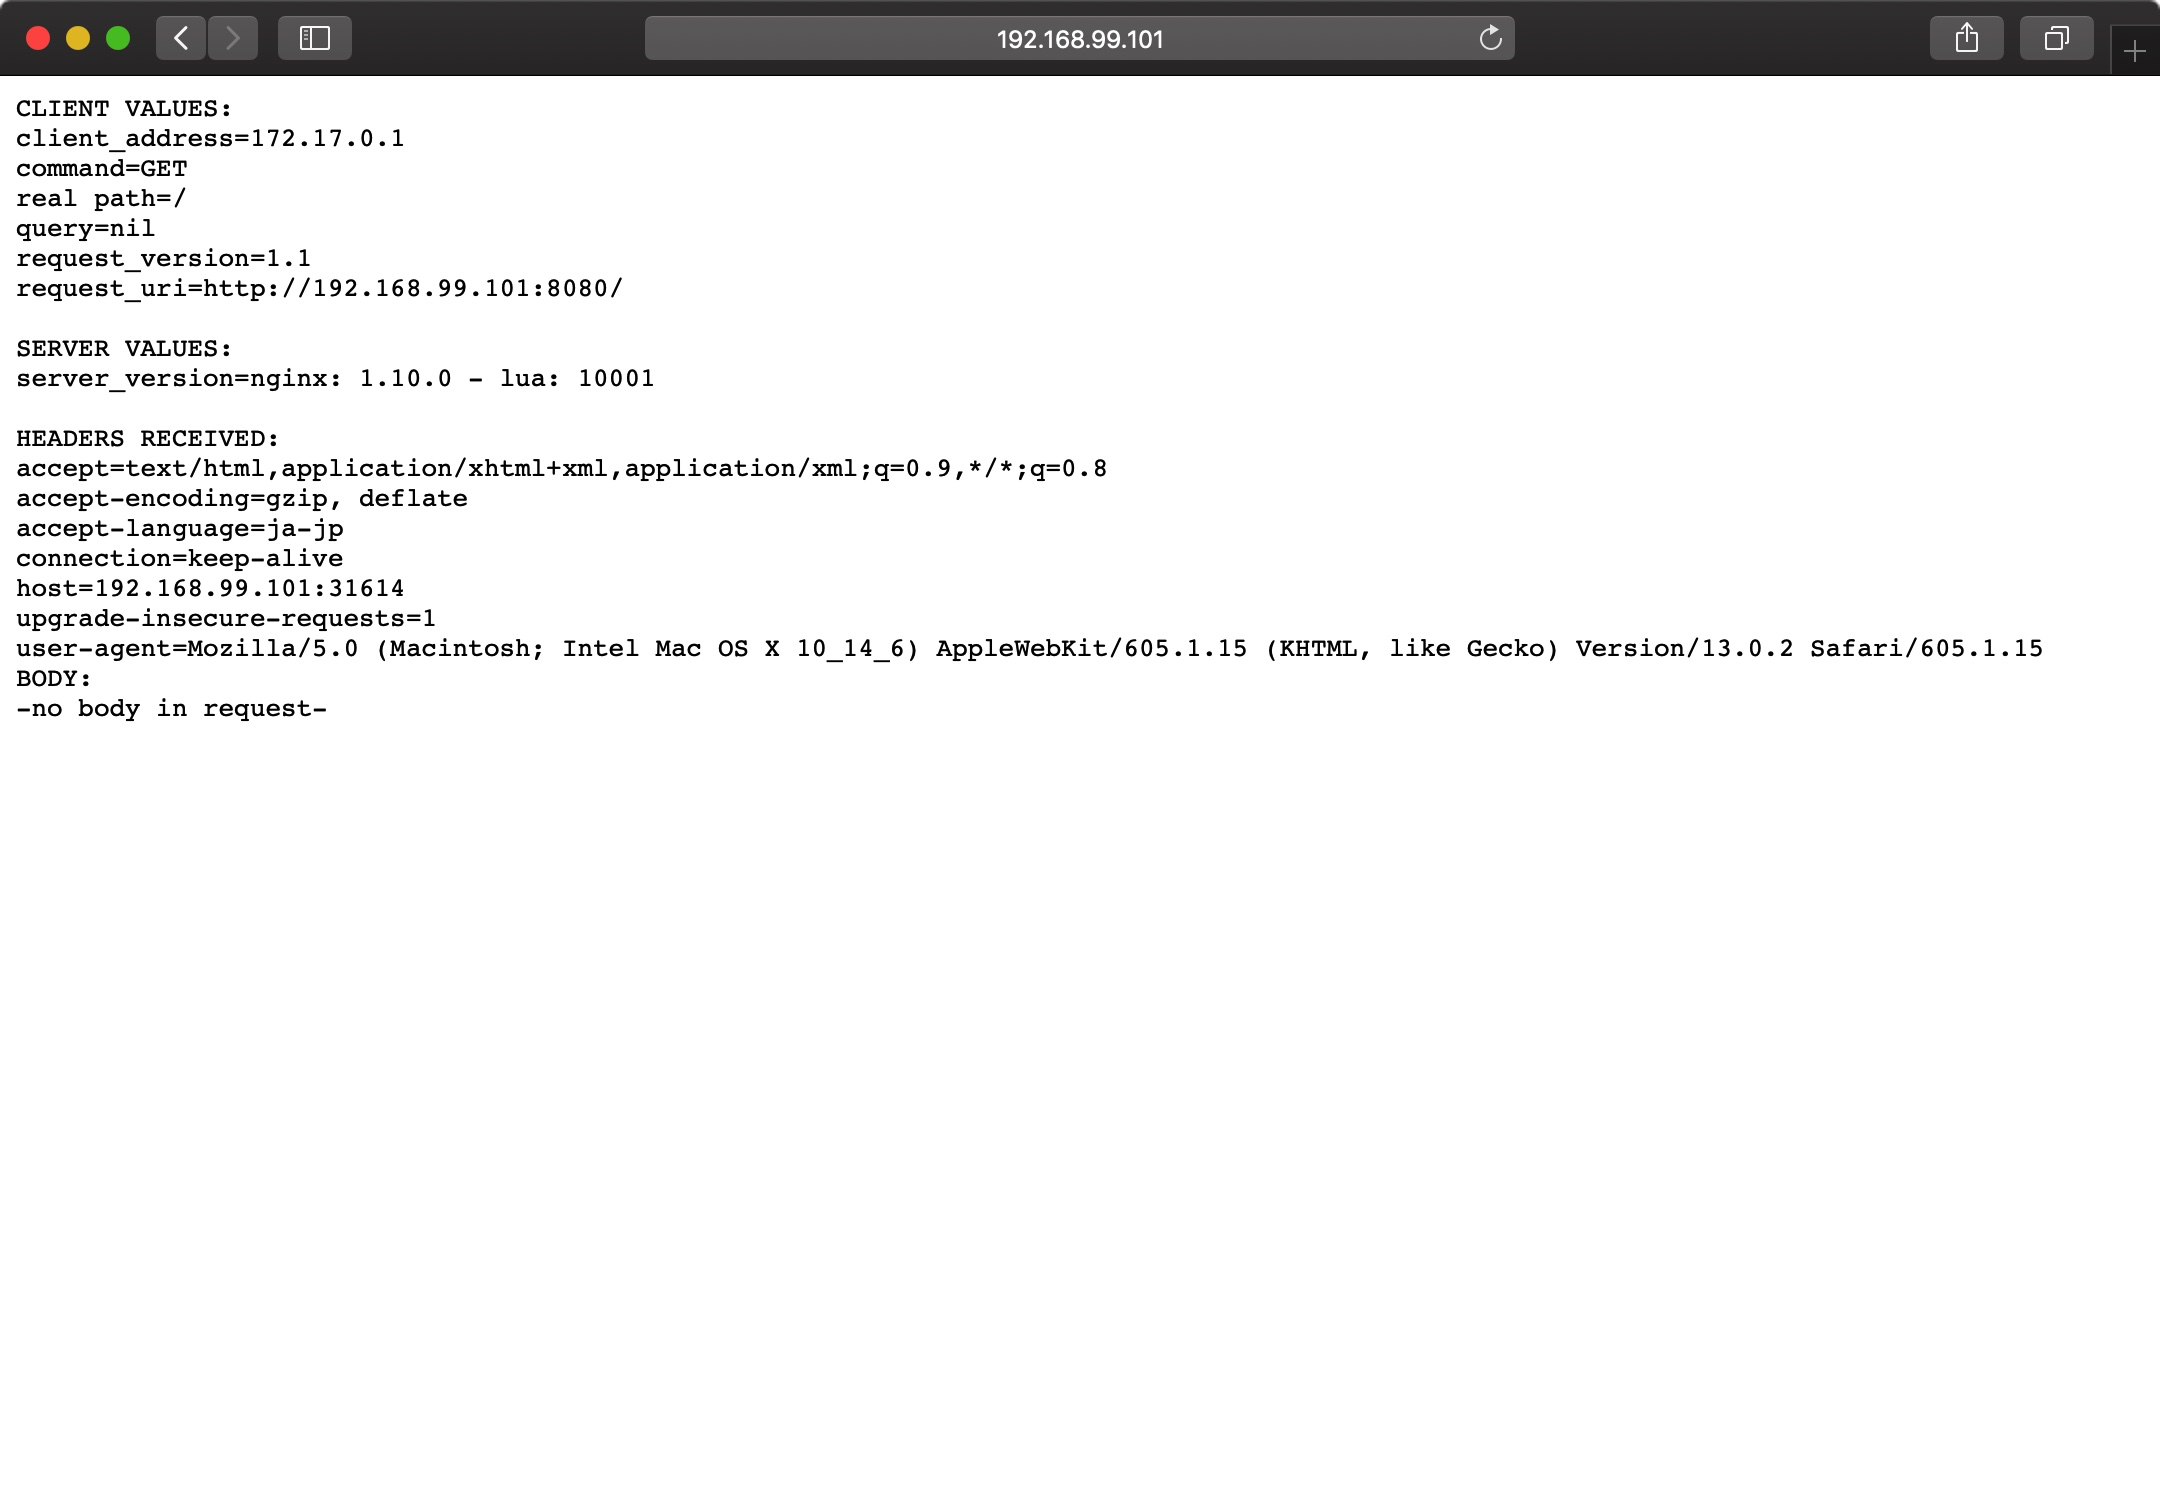 192.168.99.101
CLIENT VALUES:
client_address=172.17.0.1
command=GET
real path=/
query=nil
request_version=1.1
request_uri=http://192.168.99.101:8080/
SERVER VALUES:
server_version=nginx: 1.10.0 - lua: 10001
HEADERS RECEIVED:
accept=text/html,application/xhtml+xml,application/xml;q=0.9,*/*;q=0.8
accept-encoding=gzip, deflate
accept-language=ja-jp
connection=keep-alive
host=192.168.99.101:31614
upgrade-insecure-requests=1
user-agent=Mozilla/5.0 (Macintosh; Intel Mac OS X 10_14_6) AppleWebKit/605.1.15 (KHTML, like Gecko) Version/13.0.2 Safari/605.1.15
BODY:
-no body in request-